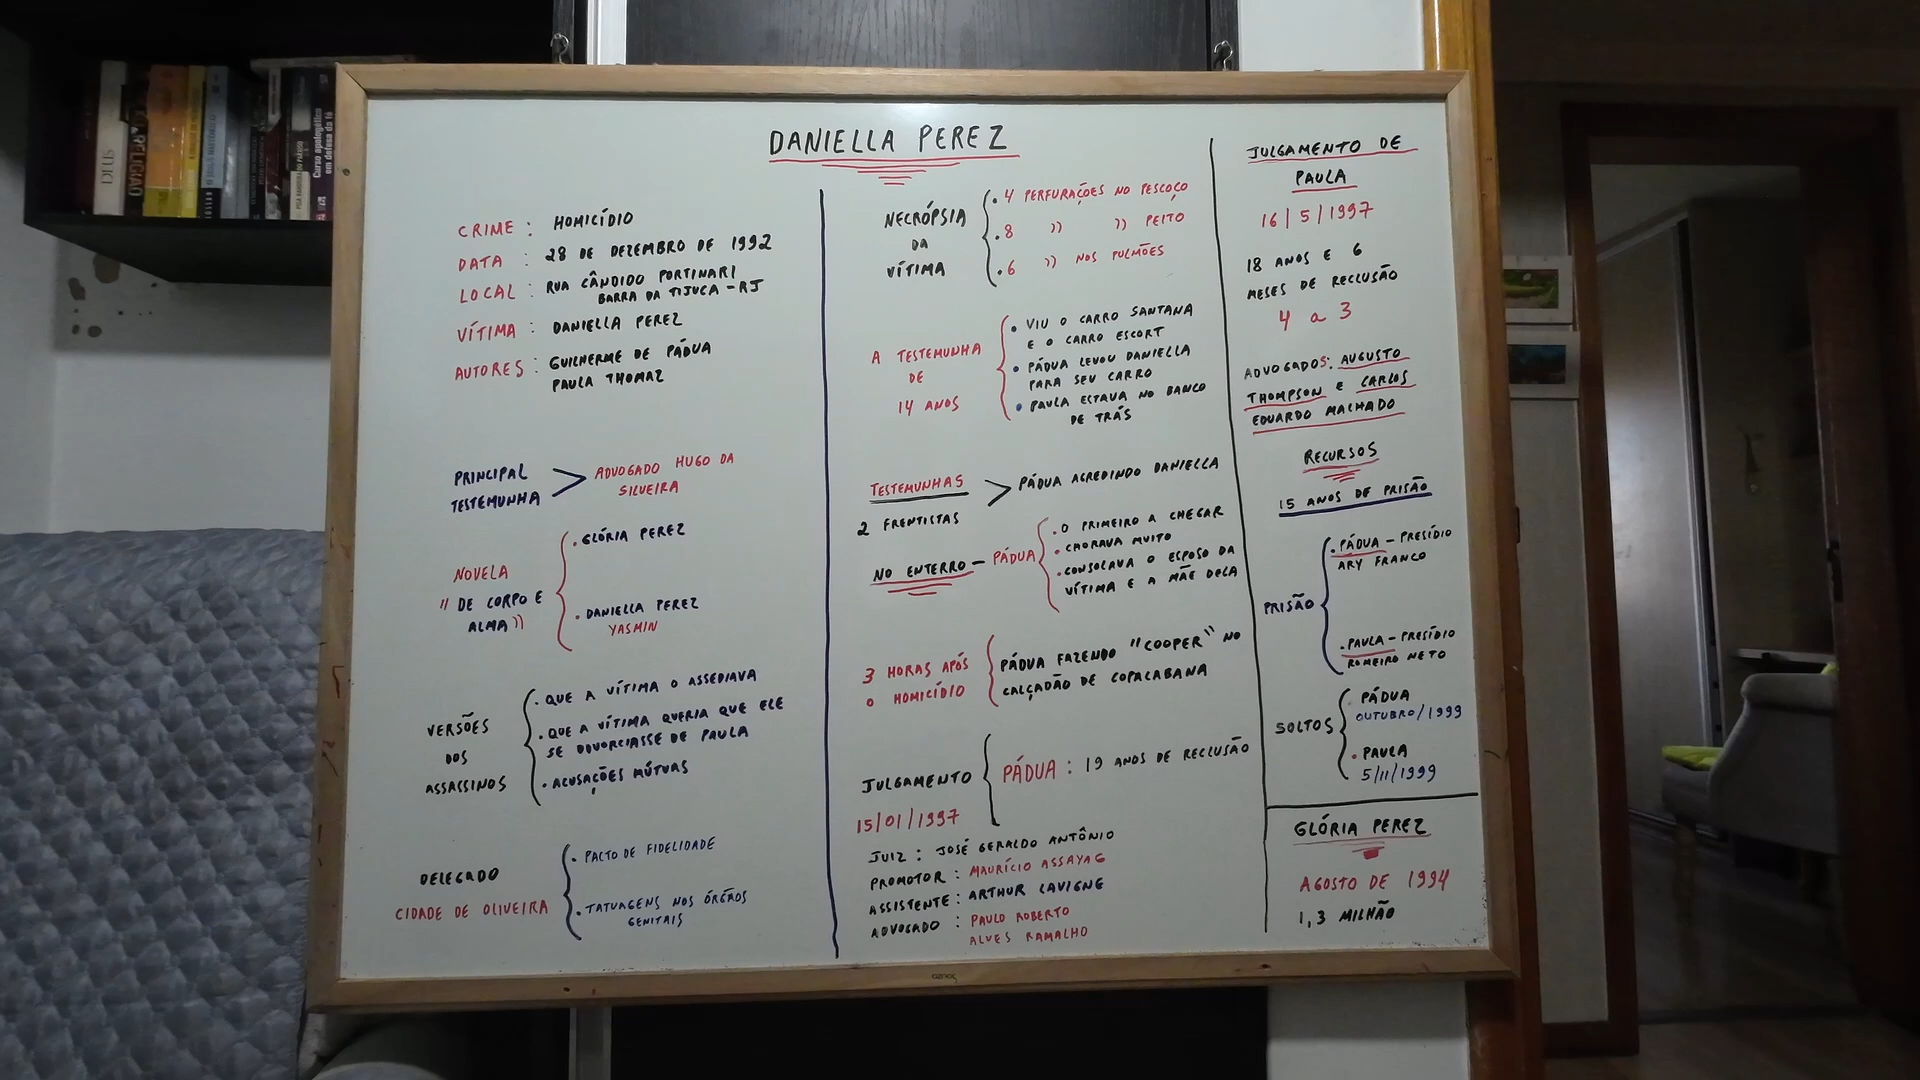 DANIELLA PEREZ
CRIME: HOMICÍDIO
DATA: 28 DE DEZEMBRO DE 1992
LOCAL: RUA CÂNDIDO PORTINARI
BARRA DA TIJUCA - RJ
VÍTIMA: DANIELLA PEREZ
AUTORES: GUILHERME DE PÁDUA
PAULA THOMAZ
PRINCIPAL
TESTEMUNHA
> ADVOGADO HUGO DA
SILVEIRA
NOVELA
"DE CORPO E
ALMA"
• GLÓRIA PEREZ
• DANIELLA PEREZ
YASMIN
VERSÕES
DOS
ASSASSINOS
• QUE A VÍTIMA O ASSEDIAVA
• QUE A VÍTIMA QUERIA QUE ELE
SE DIVORCIASSE DE PAULA
• ACUSAÇÕES MÚTUAS
DELEGADO
CIDADE DE OLIVEIRA
• PACTO DE FIDELIDADE
• TATUAGENS NOS ÓRGÃOS
GENITAIS
NECRÓPSIA
DA
VÍTIMA
• 4 PERFURAÇÕES NO PESCOÇO
• 8 )) )) PEITO
• 6 )) NOS PULMÕES
A TESTEMUNHA
DE
14 ANOS
• VIU O CARRO SANTANA
E O CARRO ESCORT
• PÁDUA LEVOU DANIELLA
PARA SEU CARRO
• PAULA ESTAVA NO BANCO
DE TRÁS
TESTEMUNHAS
2 FRENTISTAS
> PÁDUA AGREDINDO DANIELLA
NO ENTERRO - PÁDUA
• O PRIMEIRO A CHEGAR
• CHORAVA MUITO
• CONSOLAVA O ESPOSO DA
VÍTIMA E A MÃE DELA
3 HORAS APÓS
O HOMICÍDIO
PÁDUA FAZENDO "COOPER" NO
CALÇADÃO DE COPACABANA
JULGAMENTO
15/01/1997
PÁDUA: 19 ANOS DE RECLUSÃO
JUIZ: JOSÉ GERALDO ANTÔNIO
PROMOTOR: MAURÍCIO ASSAYAG
ASSISTENTE: ARTHUR LAVIGNE
ADVOGADO: PAULO ROBERTO
ALVES RAMALHO
JULGAMENTO DE
PAULA
16/5/1997
18 ANOS E 6
MESES DE RECLUSÃO
4 a 3
ADVOGADOS: AUGUSTO
THOMPSON E CARLOS
EDUARDO MACHADO
RECURSOS
15 ANOS DE PRISÃO
PRISÃO
• PÁDUA - PRESÍDIO
ARY FRANCO
• PAULA - PRESÍDIO
ROMEIRO NETO
SOLTOS
• PÁDUA
OUTUBRO/1999
• PAULA
5/11/1999
GLÓRIA PEREZ
AGOSTO DE 1994
1,3 MILHÃO
DEUS
RELIGIÃO
Curso apologético
em defesa da fé